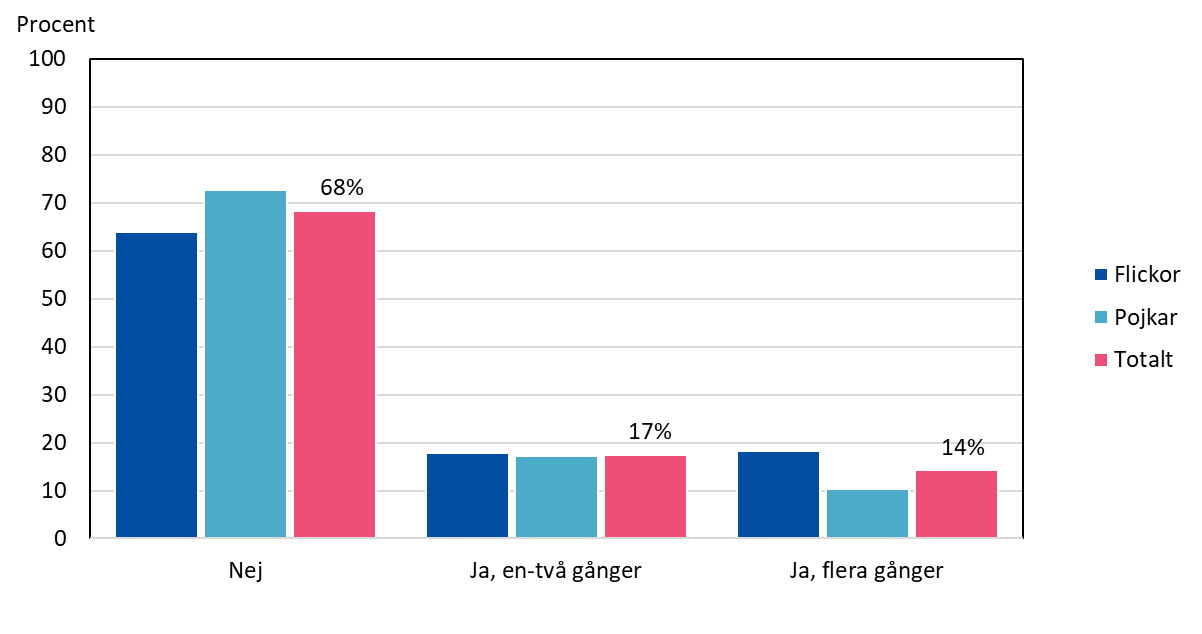 Procent
100
90
80
70
60
50
40
30
20
10
0
68%
17%
14%
Nej
Ja, en-två gånger
Ja, flera gånger
Flickor
Pojkar
Totalt